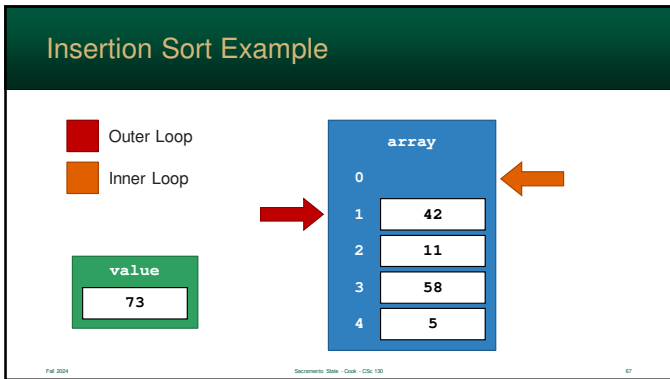 Insertion Sort Example
Outer Loop
Inner Loop
value
73
array
0
1 42
2 11
3 58
4 5
Fall 2024 Sacramento State - Cook - CSc 130 67